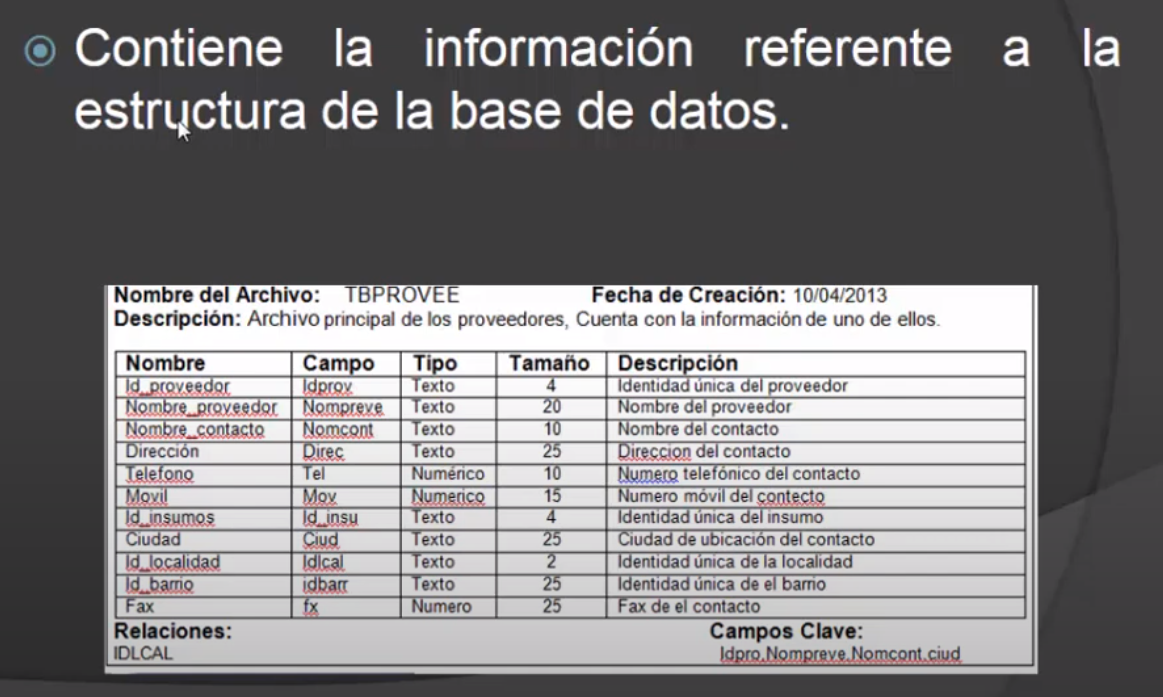 Contiene la información referente a la
estructura de la base de datos.
Nombre del Archivo: TBPROVEE Fecha de Creación: 10/04/2013
Descripción: Archivo principal de los proveedores, Cuenta con la información de uno de ellos.
Nombre Campo Tipo Tamaño Descripción
Id_proveedor Idprov Texto 4 Identidad única del proveedor
Nombre_proveedor Nompreve Texto 20 Nombre del proveedor
Nombre_contacto Nomcont Texto 10 Nombre del contacto
Dirección Direc Texto 25 Direccion del contacto
Telefono Tel Numérico 10 Numero telefónico del contacto
Movil Mov Numerico 15 Numero móvil del contecto
Id_insumos Id_insu Texto 4 Identidad única del insumo
Ciudad Ciud Texto 25 Ciudad de ubicación del contacto
Id_localidad Idlcal Texto 2 Identidad única de la localidad
Id_barrio idbarr Texto 25 Identidad única de el barrio
Fax fx Numero 25 Fax de el contacto
Relaciones: Campos Clave:
IDLCAL Idpro,Nompreve,Nomcont,ciud